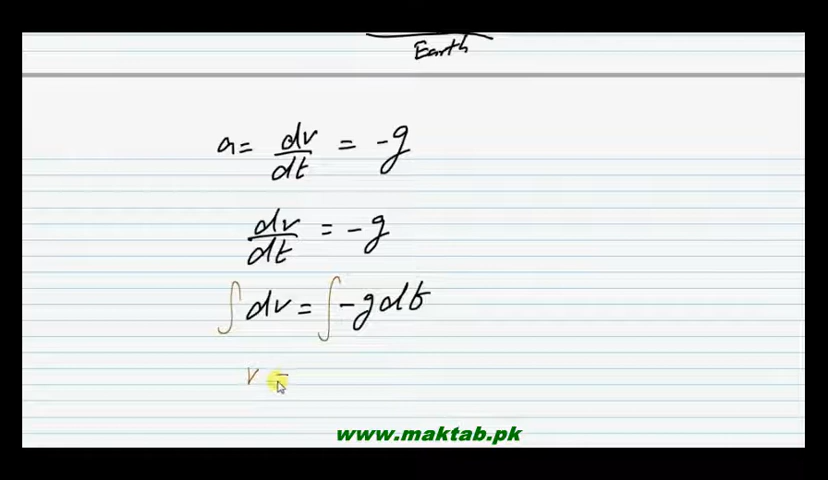 Earth
a = dv/dt = -g
dv/dt = -g
∫dv = ∫-gdt
v =
www.maktab.pk